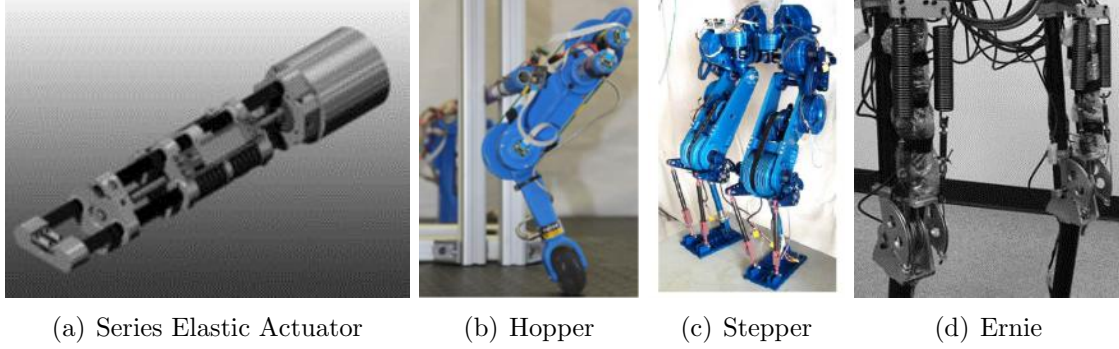 (a) Series Elastic Actuator
(b) Hopper
(c) Stepper
(d) Ernie